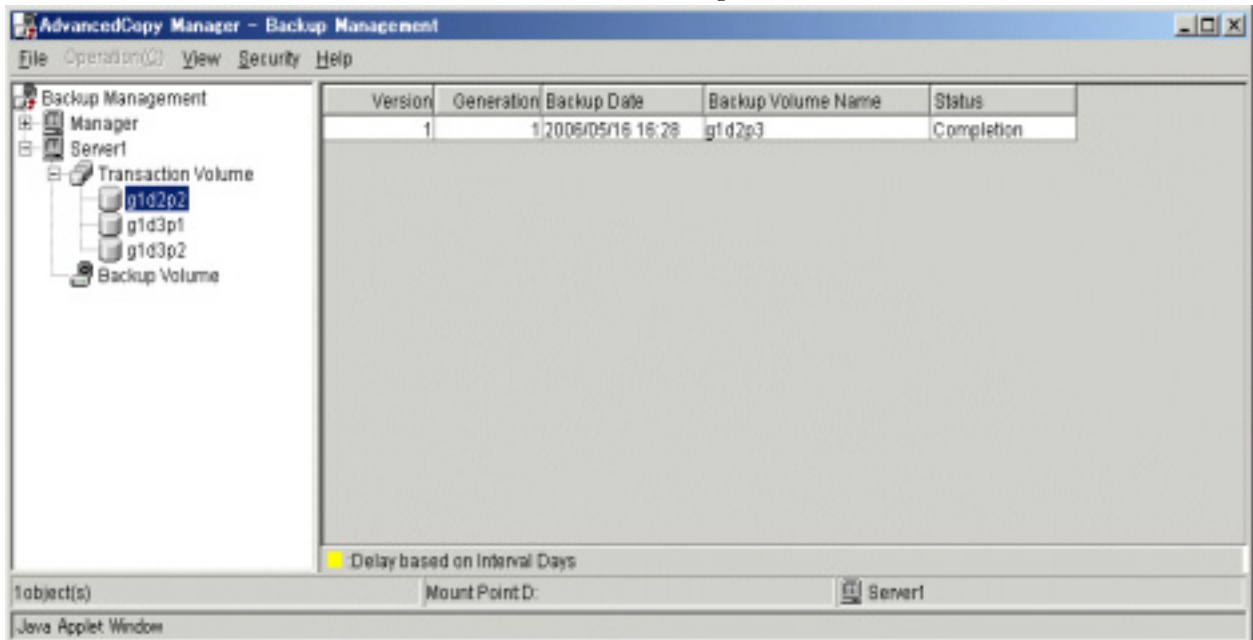 AdvancedCopy Manager - Backup Management
File Operation(O) View Security Help
Backup Management
Manager
Server1
Transaction Volume
g1d2p2
g1d3p1
g1d3p2
Backup Volume
Version Generation Backup Date Backup Volume Name Status
1 1 2006/05/16 16:28 g1d2p3 Completion
:Delay based on Interval Days
1object(s) Mount Point D: Server1
Java Applet Window